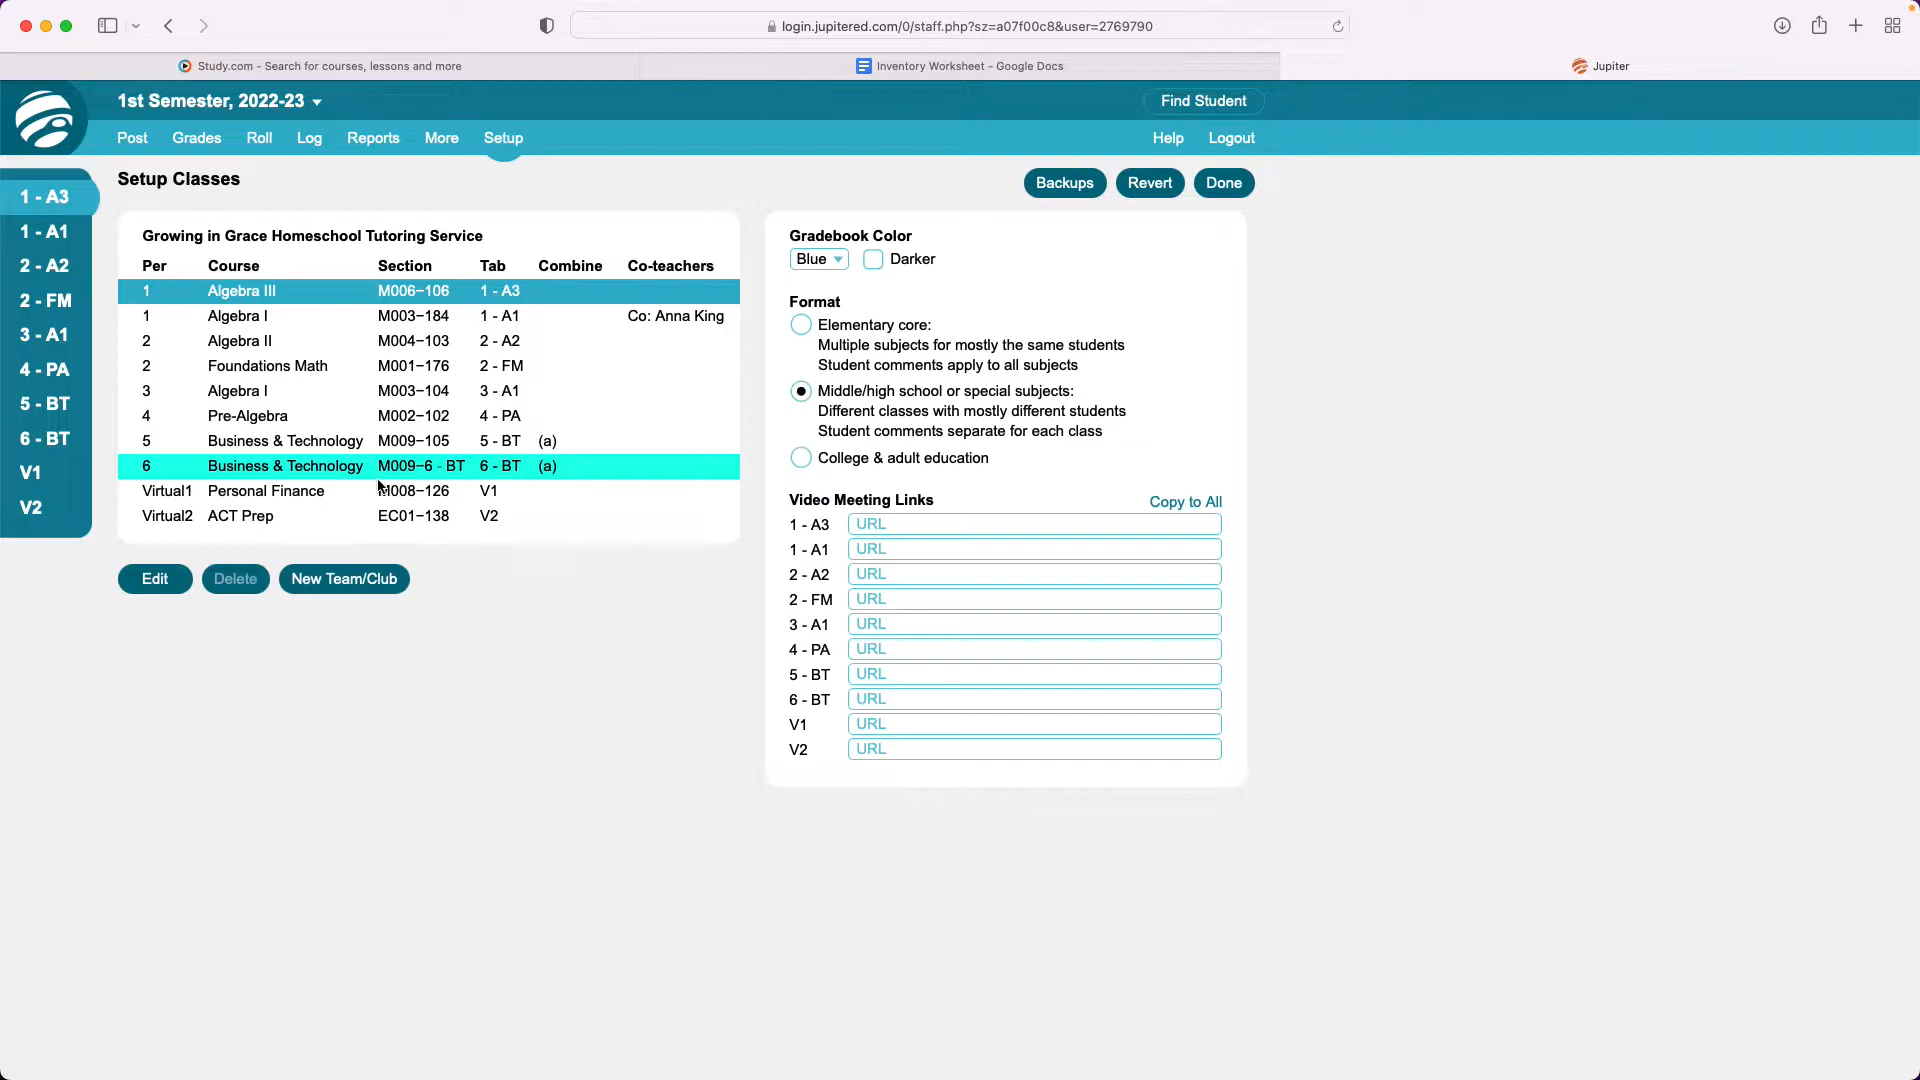 login.jupitered.com/0/staff.php?sz=a07f00c8&user=2769790
Study.com - Search for courses, lessons and more
Inventory Worksheet - Google Docs
Jupiter
1st Semester, 2022-23
Find Student
Post Grades Roll Log Reports More Setup
Help Logout
1 - A3
1 - A1
2 - A2
2 - FM
3 - A1
4 - PA
5 - BT
6 - BT
V1
V2
Setup Classes
Backups Revert Done
Growing in Grace Homeschool Tutoring Service
Per Course Section Tab Combine Co-teachers
1 Algebra III M006-106 1 - A3
1 Algebra I M003-184 1 - A1 Co: Anna King
2 Algebra II M004-103 2 - A2
2 Foundations Math M001-176 2 - FM
3 Algebra I M003-104 3 - A1
4 Pre-Algebra M002-102 4 - PA
5 Business & Technology M009-105 5 - BT (a)
6 Business & Technology M009-6 - BT 6 - BT (a)
Virtual1 Personal Finance M008-126 V1
Virtual2 ACT Prep EC01-138 V2
Edit Delete New Team/Club
Gradebook Color
Blue Darker
Format
Elementary core:
Multiple subjects for mostly the same students
Student comments apply to all subjects
Middle/high school or special subjects:
Different classes with mostly different students
Student comments separate for each class
College & adult education
Video Meeting Links Copy to All
1 - A3 URL
1 - A1 URL
2 - A2 URL
2 - FM URL
3 - A1 URL
4 - PA URL
5 - BT URL
6 - BT URL
V1 URL
V2 URL